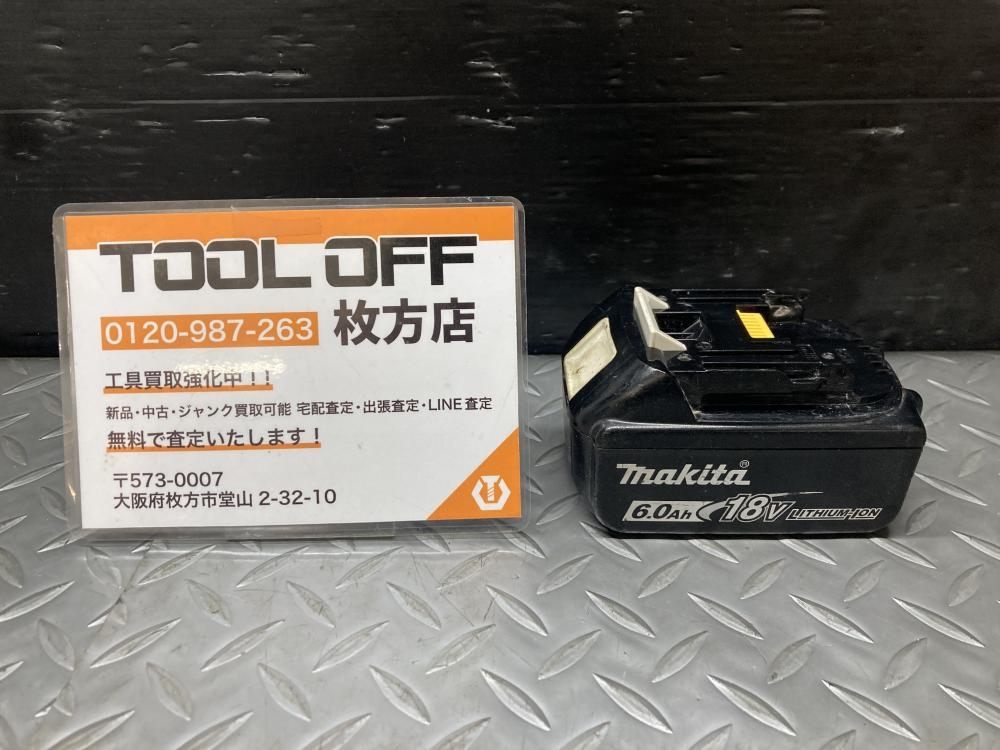 TOOL OFF
0120-987-263 枚方店
工具買取強化中！！
新品・中古・ジャンク買取可能 宅配査定・出張査定・LINE査定
無料で査定いたします！
〒573-0007
大阪府枚方市堂山 2-32-10
makita®
6.0Ah 18V LITHIUM-ION